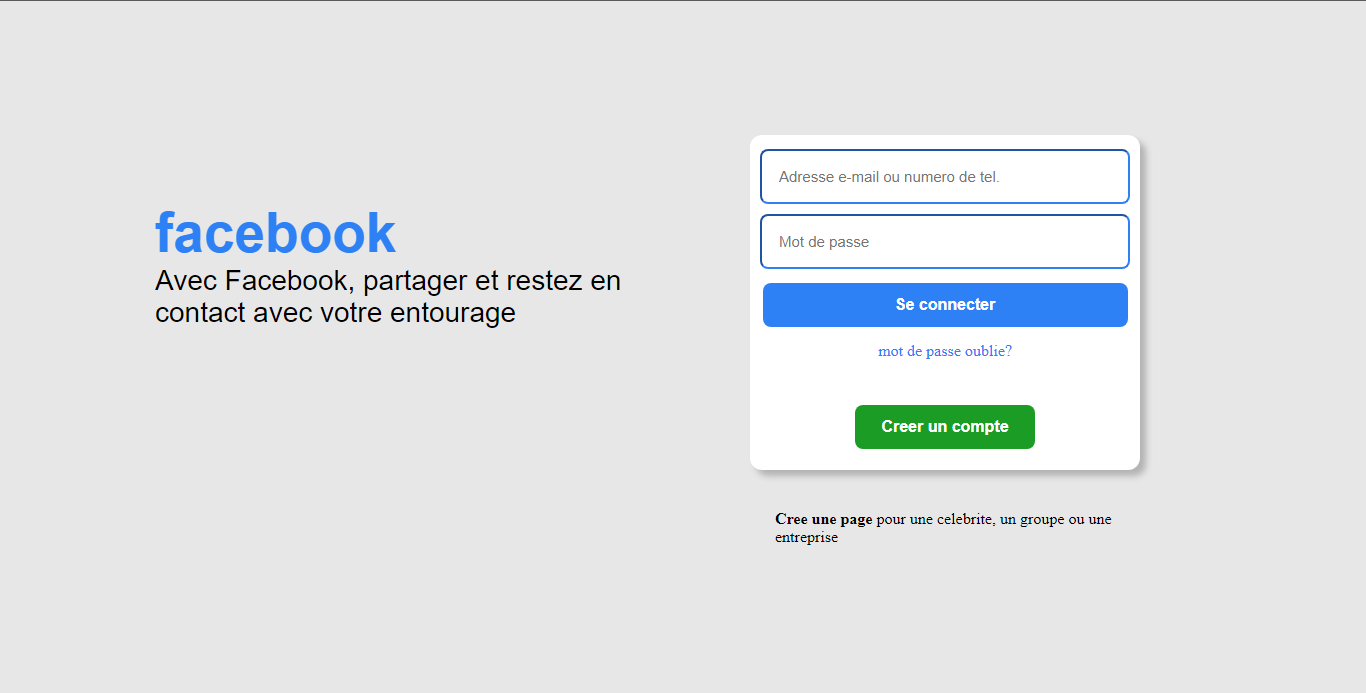 facebook
Avec Facebook, partager et restez en
contact avec votre entourage
Adresse e-mail ou numero de tel.
Mot de passe
Se connecter
mot de passe oublie?
Creer un compte
Cree une page pour une celebrite, un groupe ou une
entreprise